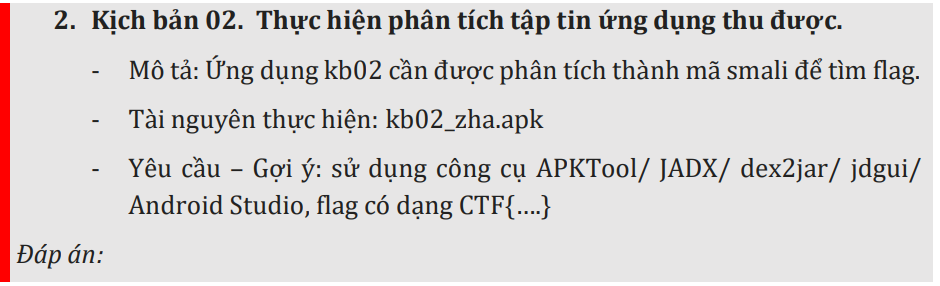 2. Kịch bản 02. Thực hiện phân tích tập tin ứng dụng thu được.
- Mô tả: Ứng dụng kb02 cần được phân tích thành mã smali để tìm flag.
- Tài nguyên thực hiện: kb02_zha.apk
- Yêu cầu – Gợi ý: sử dụng công cụ APKTool/ JADX/ dex2jar/ jdgui/
Android Studio, flag có dạng CTF{....}
Đáp án: